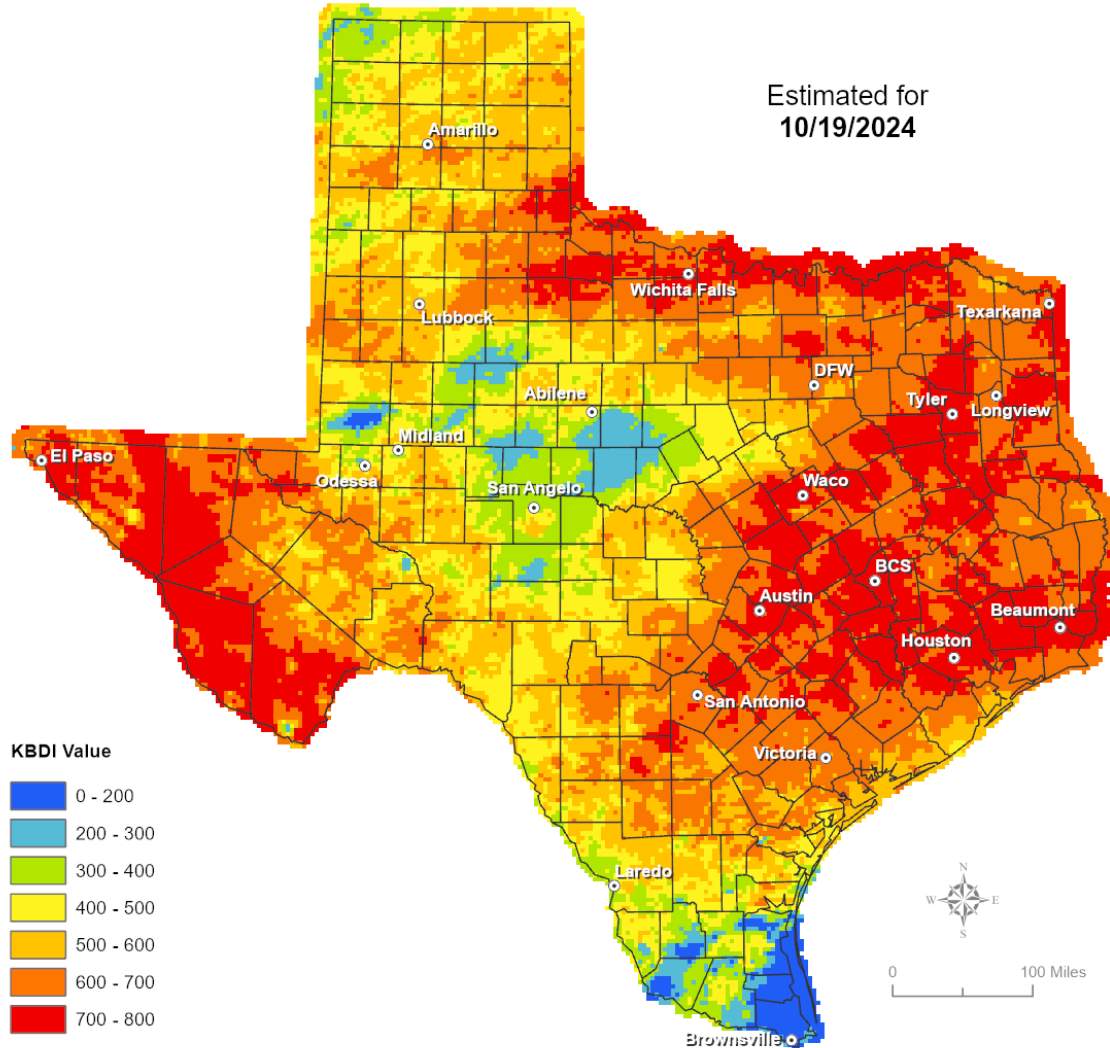 Estimated for
10/19/2024
Amarillo
Wichita Falls
Lubbock
Texarkana
DFW
Abilene
Tyler
Longview
Midland
El Paso
Odessa
San Angelo
Waco
BCS
Austin
Beaumont
Houston
San Antonio
Victoria
KBDI Value
0 - 200
200 - 300
300 - 400
400 - 500
500 - 600
600 - 700
700 - 800
Laredo
N
W E
S
0 100 Miles
Brownsville